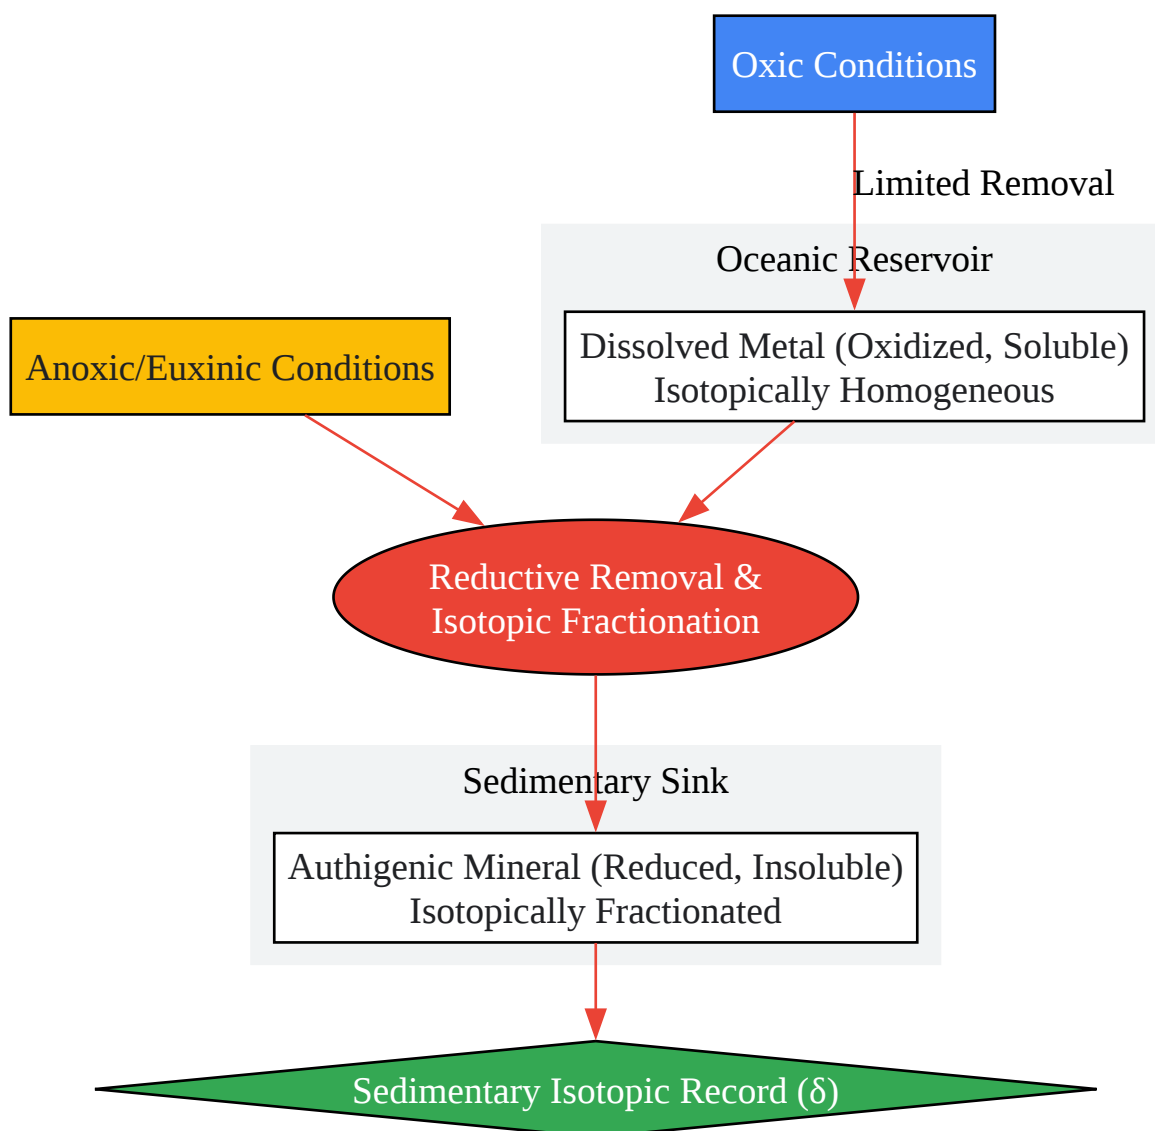 Oxic Conditions
Limited Removal
Oceanic Reservoir
Dissolved Metal (Oxidized, Soluble)
Isotopically Homogeneous
Anoxic/Euxinic Conditions
Reductive Removal &
Isotopic Fractionation
Sedimentary Sink
Authigenic Mineral (Reduced, Insoluble)
Isotopically Fractionated
Sedimentary Isotopic Record (δ)